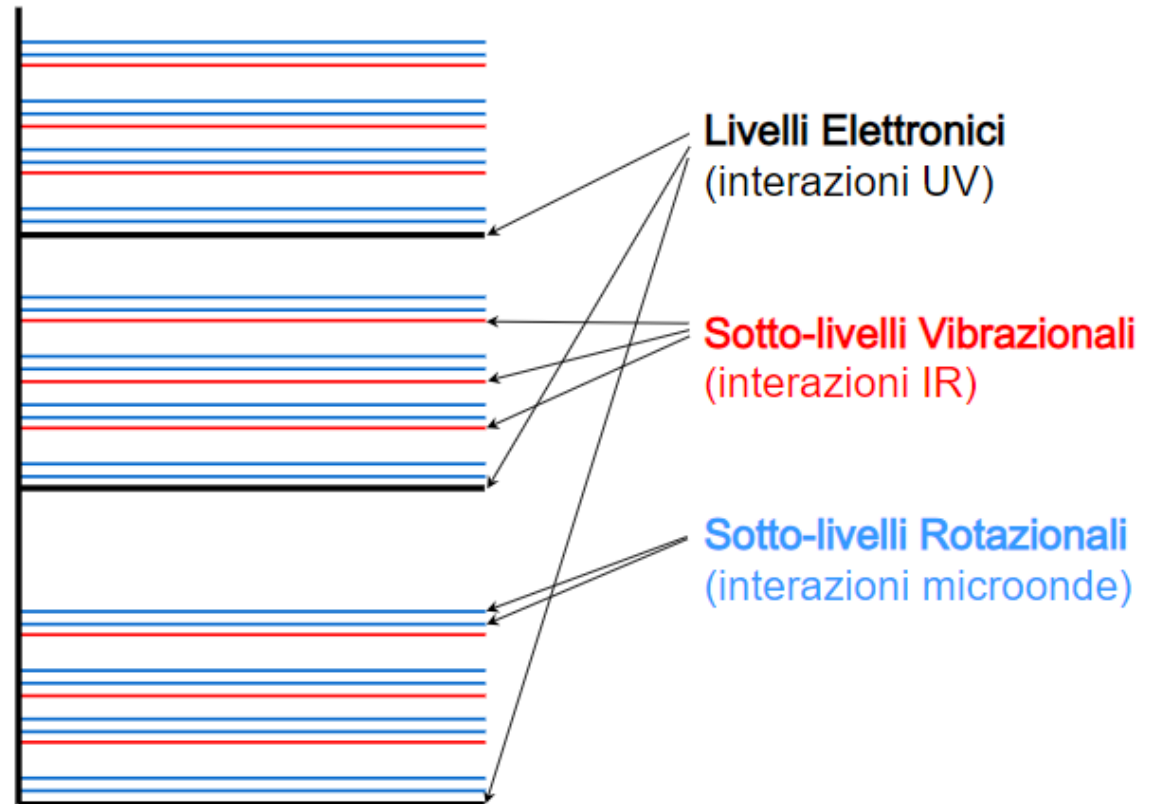 Livelli Elettronici
(interazioni UV)
Sotto-livelli Vibrazionali
(interazioni IR)
Sotto-livelli Rotazionali
(interazioni microonde)